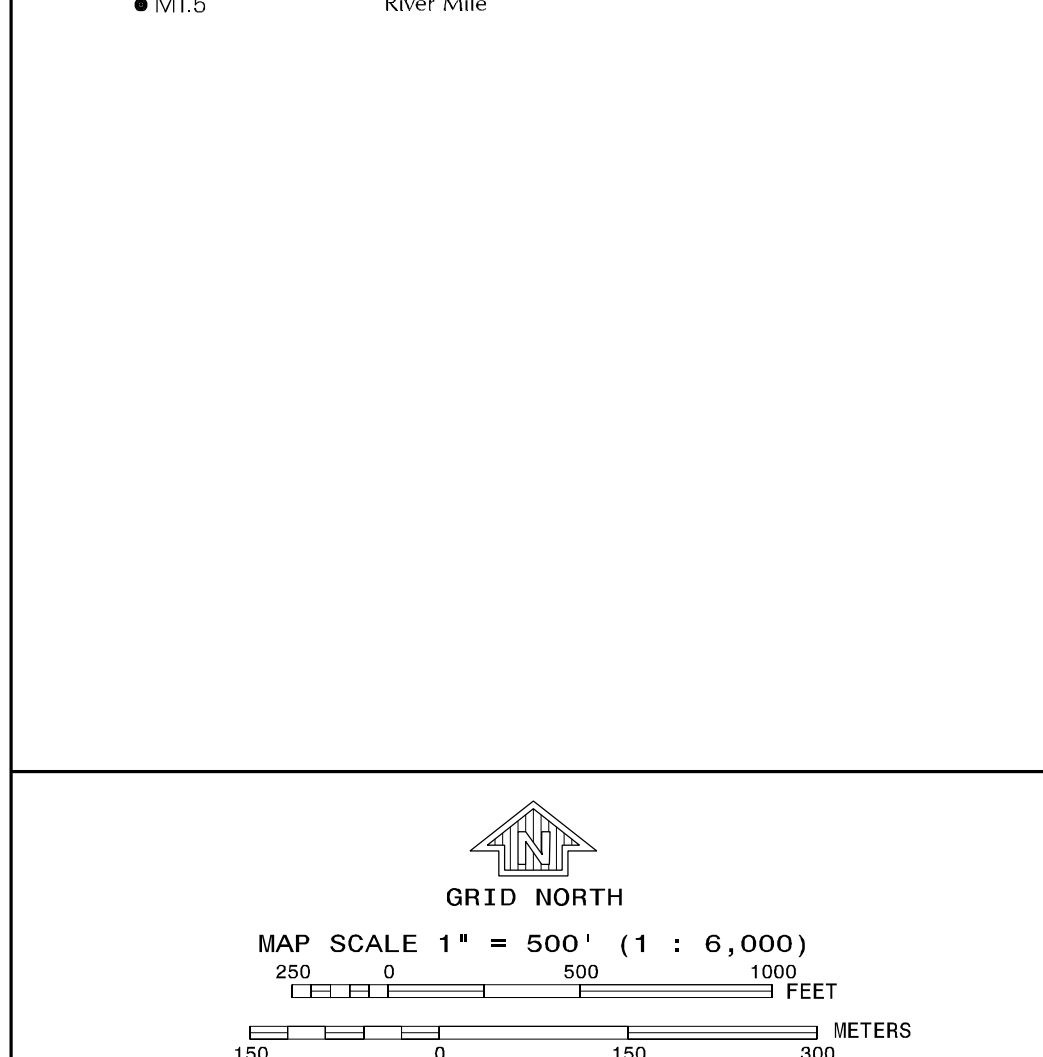 M1.5 River Mile
N
GRID NORTH
MAP SCALE 1" = 500' (1 : 6,000)
250 0 500 1000
FEET
METERS
150 0 150 300